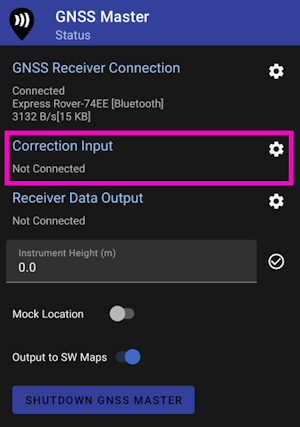 GNSS Master
Status
GNSS Receiver Connection
Connected
Express Rover-74EE [Bluetooth]
3132 B/s[15 KB]
Correction Input
Not Connected
Receiver Data Output
Not Connected
Instrument Height (m)
0.0
Mock Location
Output to SW Maps
SHUTDOWN GNSS MASTER